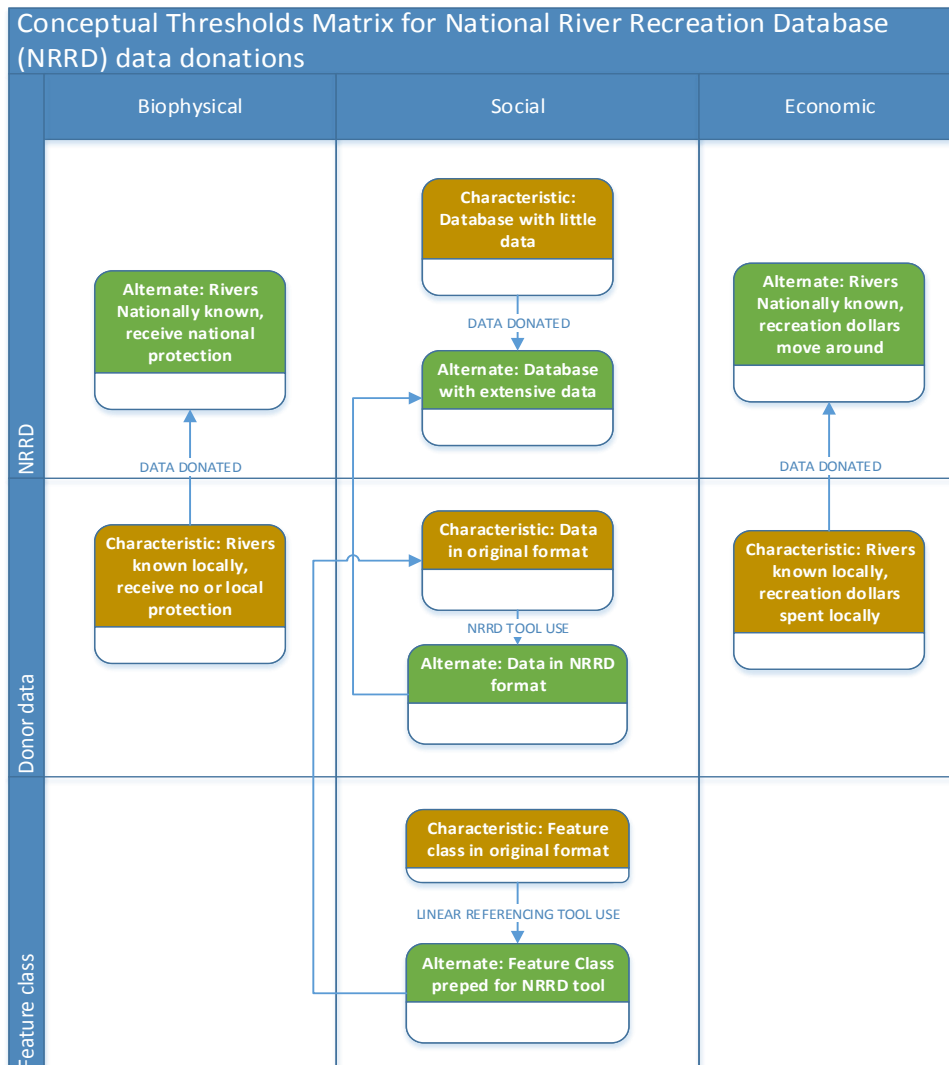 Conceptual Thresholds Matrix for National River Recreation Database
(NRRD) data donations
Biophysical
Social
Economic
NRRD
Characteristic:
Database with little
data
Alternate: Rivers
Nationally known,
receive national
protection
Alternate: Rivers
Nationally known,
recreation dollars
move around
DATA DONATED
Alternate: Database
with extensive data
DATA DONATED
DATA DONATED
Donor data
Characteristic: Rivers
known locally,
receive no or local
protection
Characteristic: Data
in original format
Characteristic: Rivers
known locally,
recreation dollars
spent locally
NRRD TOOL USE
Alternate: Data in NRRD
format
Feature class
Characteristic: Feature
class in original format
LINEAR REFERENCING TOOL USE
Alternate: Feature Class
preped for NRRD tool